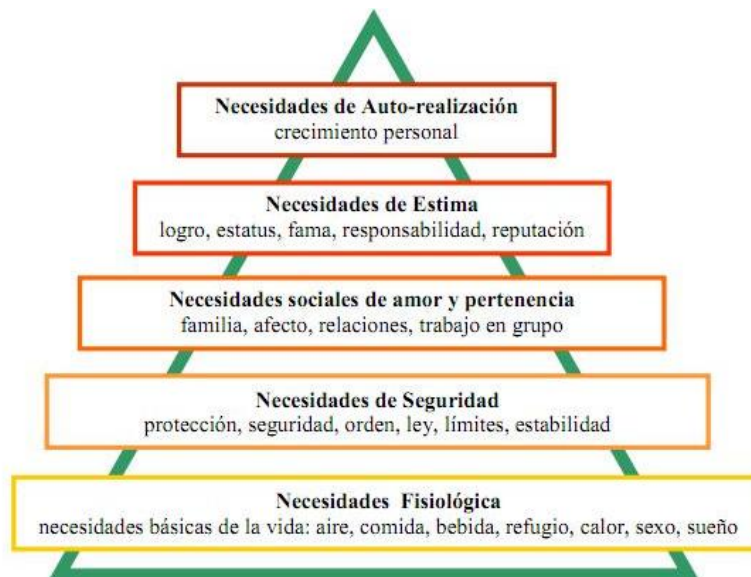 Necesidades de Auto-realización
crecimiento personal
Necesidades de Estima
logro, estatus, fama, responsabilidad, reputación
Necesidades sociales de amor y pertenencia
familia, afecto, relaciones, trabajo en grupo
Necesidades de Seguridad
protección, seguridad, orden, ley, límites, estabilidad
Necesidades Fisiológica
necesidades básicas de la vida: aire, comida, bebida, refugio, calor, sexo, sueño